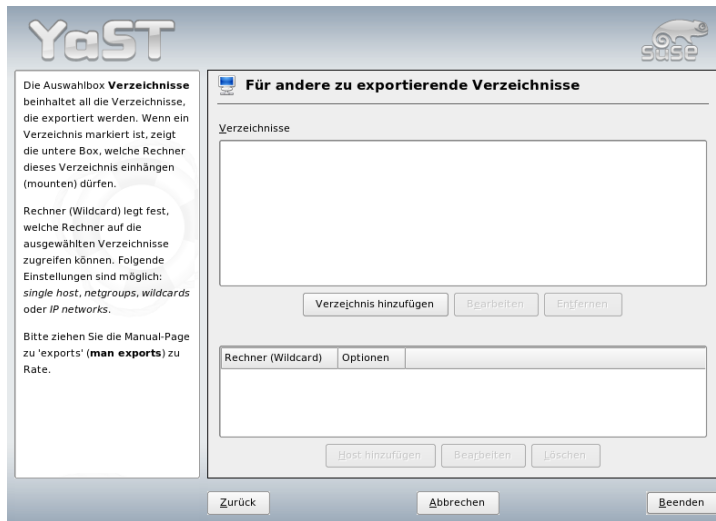 YaST
SUSE
Die Auswahlbox Verzeichnisse
beinhaltet all die Verzeichnisse,
die exportiert werden. Wenn ein
Verzeichnis markiert ist, zeigt
die untere Box, welche Rechner
dieses Verzeichnis einhängen
(mounten) dürfen.
Rechner (Wildcard) legt fest,
welche Rechner auf die
ausgewählten Verzeichnisse
zugreifen können. Folgende
Einstellungen sind möglich:
single host, netgroups, wildcards
oder IP networks.
Bitte ziehen Sie die Manual-Page
zu 'exports' (man exports) zu
Rate.
Für andere zu exportierende Verzeichnisse
Verzeichnisse
Verzeichnis hinzufügen Bearbeiten Entfernen
Rechner (Wildcard) Optionen
Host hinzufügen Bearbeiten Löschen
Zurück Abbrechen Beenden